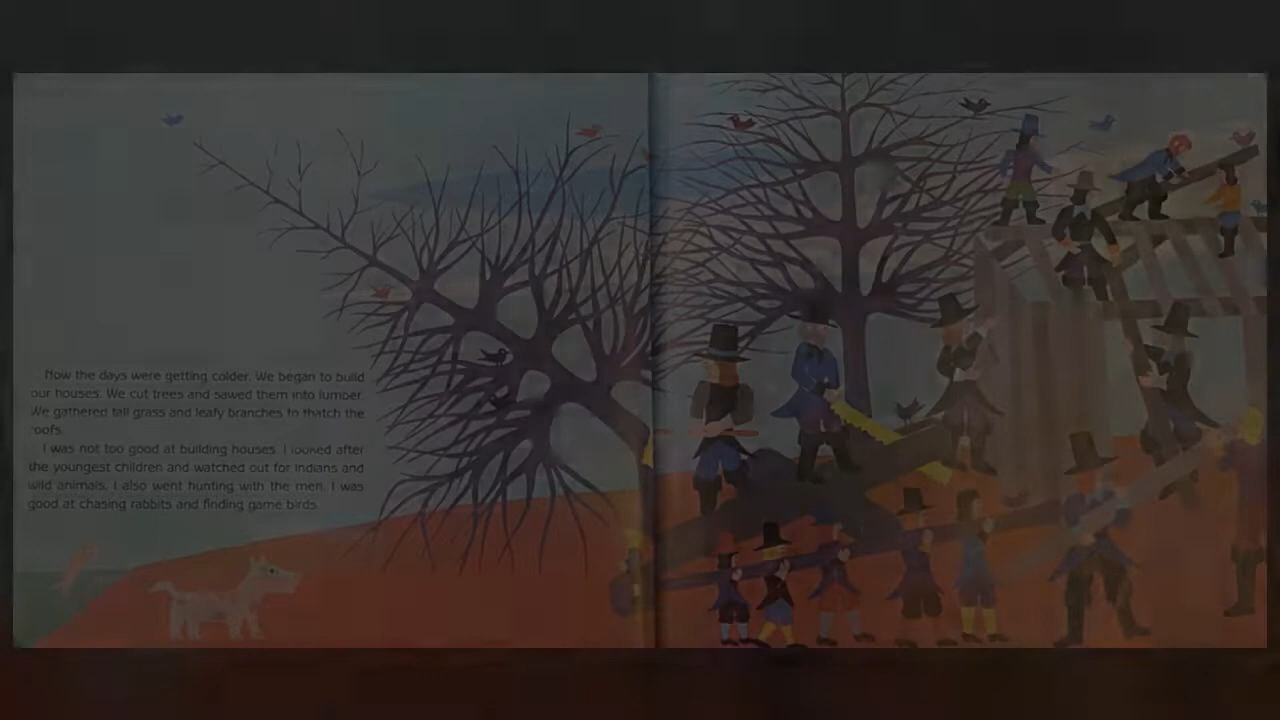 Now the days were getting colder. We began to build
our houses. We cut trees and sawed them into lumber.
We gathered tall grass and leafy branches to thatch the
roofs.
I was not too good at building houses. I looked after
the youngest children and watched out for Indians and
wild animals. I also went hunting with the men. I was
good at chasing rabbits and finding game birds.